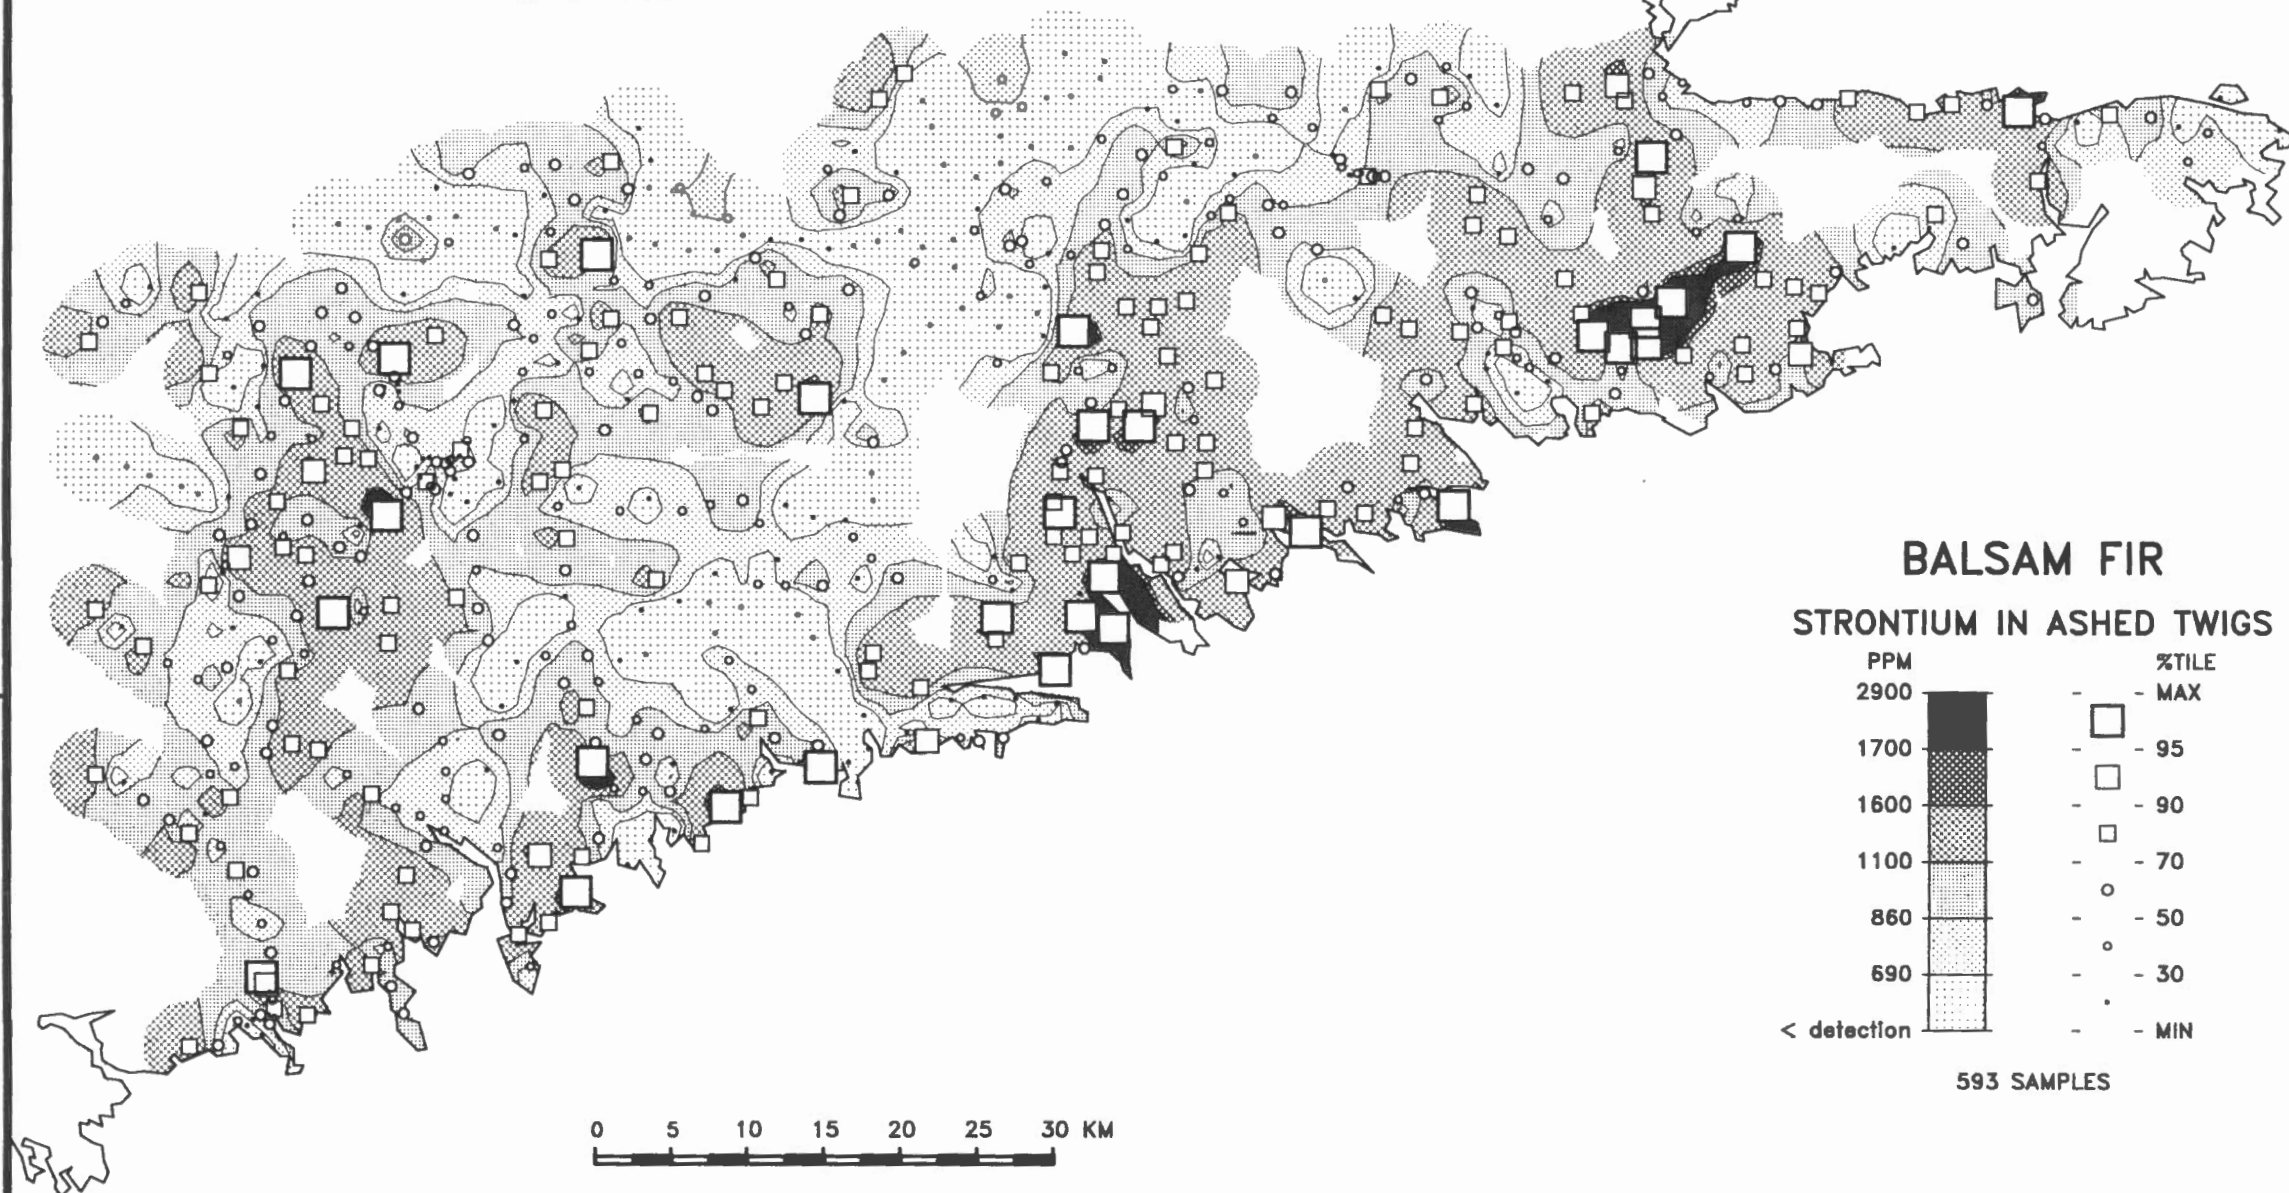 BALSAM FIR
STRONTIUM IN ASHED TWIGS
PPM %TILE
2900 - - MAX
1700 - - 95
1600 - - 90
1100 - - 70
860 - - 50
690 - - 30
< detection - - MIN
593 SAMPLES
0 5 10 15 20 25 30 KM